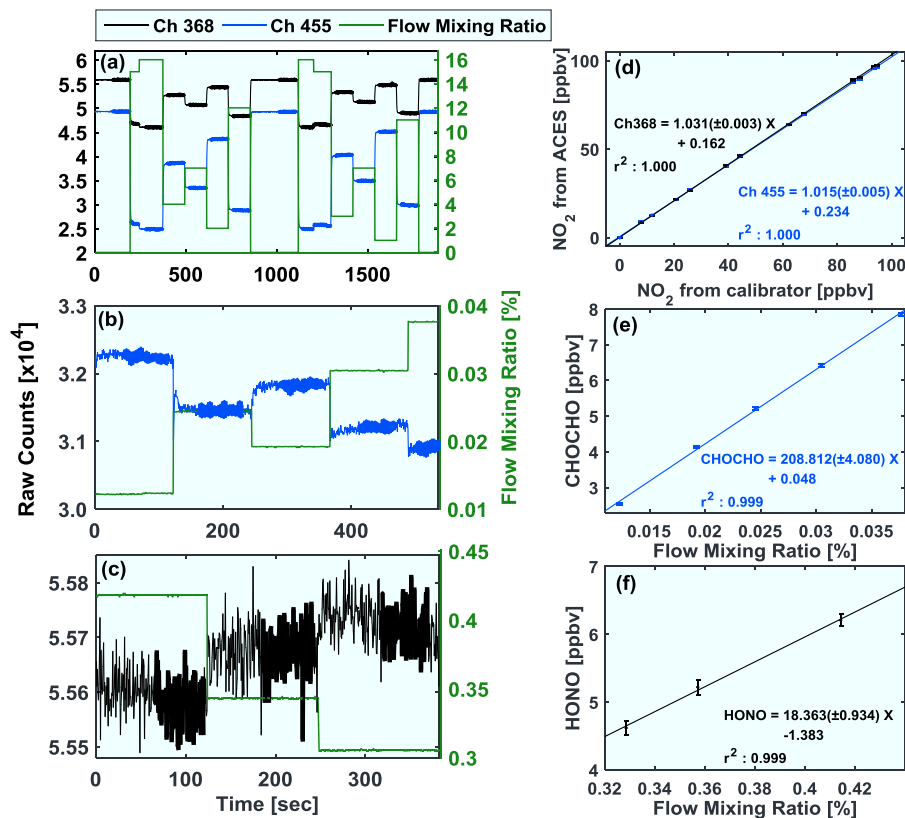 Ch 368 Ch 455 Flow Mixing Ratio
(a)
6
5.5
5
4.5
4
3.5
3
2.5
2
16
14
12
10
8
6
4
2
0
0 500 1000 1500
(b)
3.3
3.2
3.1
3.0
0.04
0.03
0.02
0.01
0 200 400
Raw Counts [x10⁴]
Flow Mixing Ratio [%]
(c)
5.58
5.57
5.56
5.55
0.45
0.4
0.35
0.3
0 100 200 300
Time [sec]
(d)
100
50
0
NO₂ from ACES [ppbv]
Ch368 = 1.031(±0.003) X
+ 0.162
r² : 1.000
Ch 455 = 1.015(±0.005) X
+ 0.234
r² : 1.000
0 20 40 60 80 100
NO₂ from calibrator [ppbv]
(e)
8
7
6
5
4
3
CHOCHO [ppbv]
CHOCHO = 208.812(±4.080) X
+ 0.048
r² : 0.999
0.015 0.02 0.025 0.03 0.035
Flow Mixing Ratio [%]
(f)
7
6
5
4
HONO [ppbv]
HONO = 18.363(±0.934) X
-1.383
r² : 0.999
0.32 0.34 0.36 0.38 0.40 0.42
Flow Mixing Ratio [%]